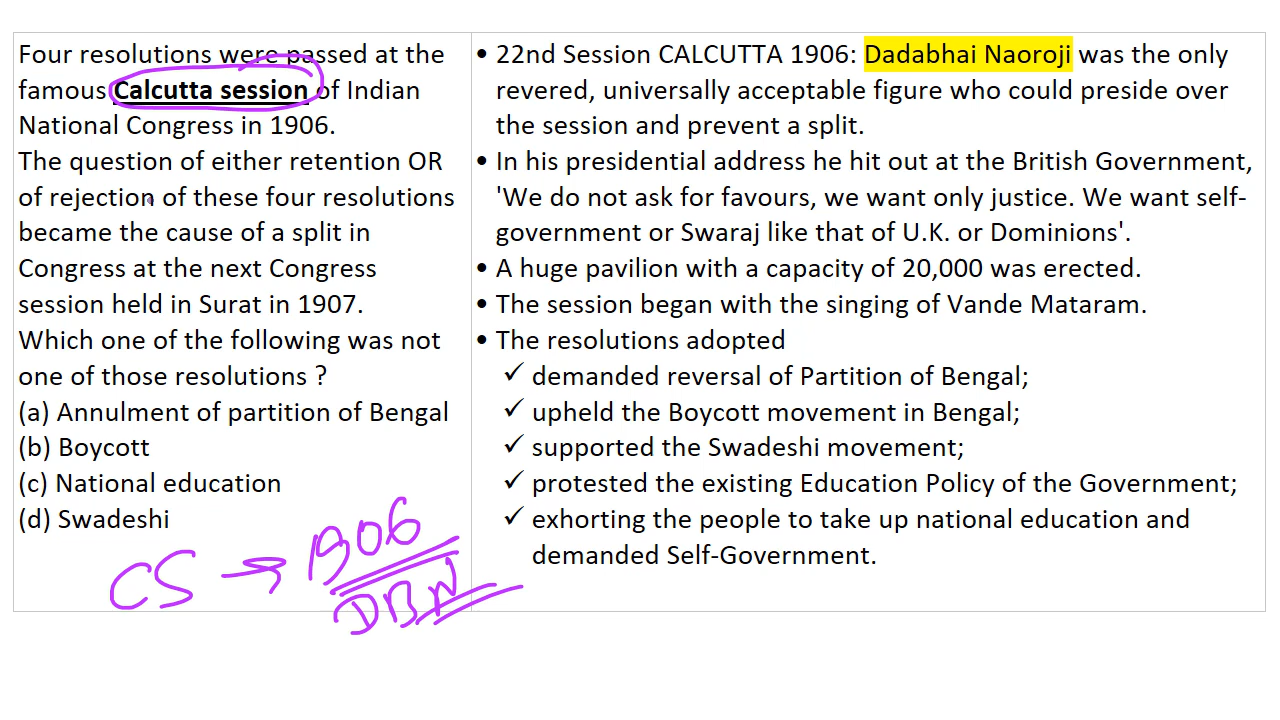 Four resolutions were passed at the
famous Calcutta session of Indian
National Congress in 1906.
The question of either retention OR
of rejection of these four resolutions
became the cause of a split in
Congress at the next Congress
session held in Surat in 1907.
Which one of the following was not
one of those resolutions ?
(a) Annulment of partition of Bengal
(b) Boycott
(c) National education
(d) Swadeshi
CS → 1906
DBN
• 22nd Session CALCUTTA 1906: Dadabhai Naoroji was the only
revered, universally acceptable figure who could preside over
the session and prevent a split.
• In his presidential address he hit out at the British Government,
'We do not ask for favours, we want only justice. We want self-
government or Swaraj like that of U.K. or Dominions'.
• A huge pavilion with a capacity of 20,000 was erected.
• The session began with the singing of Vande Mataram.
• The resolutions adopted
✓ demanded reversal of Partition of Bengal;
✓ upheld the Boycott movement in Bengal;
✓ supported the Swadeshi movement;
✓ protested the existing Education Policy of the Government;
✓ exhorting the people to take up national education and
demanded Self-Government.